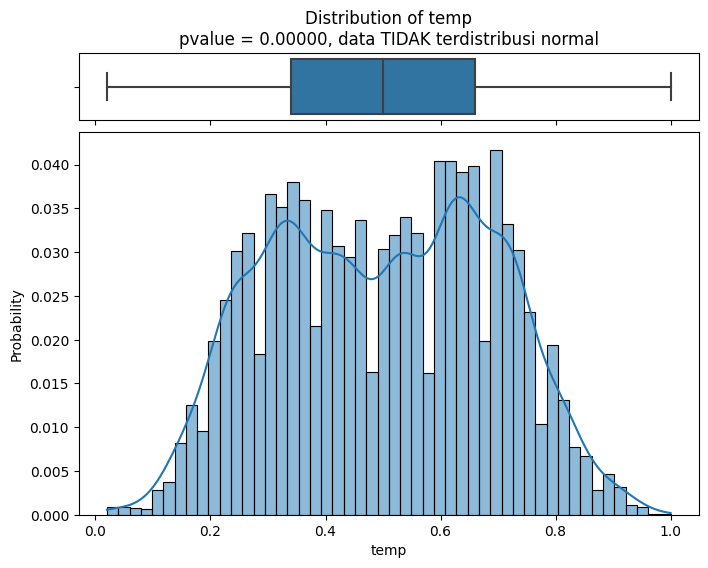 Distribution of temp
pvalue = 0.00000, data TIDAK terdistribusi normal
0.040
0.035
0.030
0.025
0.020
0.015
0.010
0.005
0.000
Probability
0.0 0.2 0.4 0.6 0.8 1.0
temp